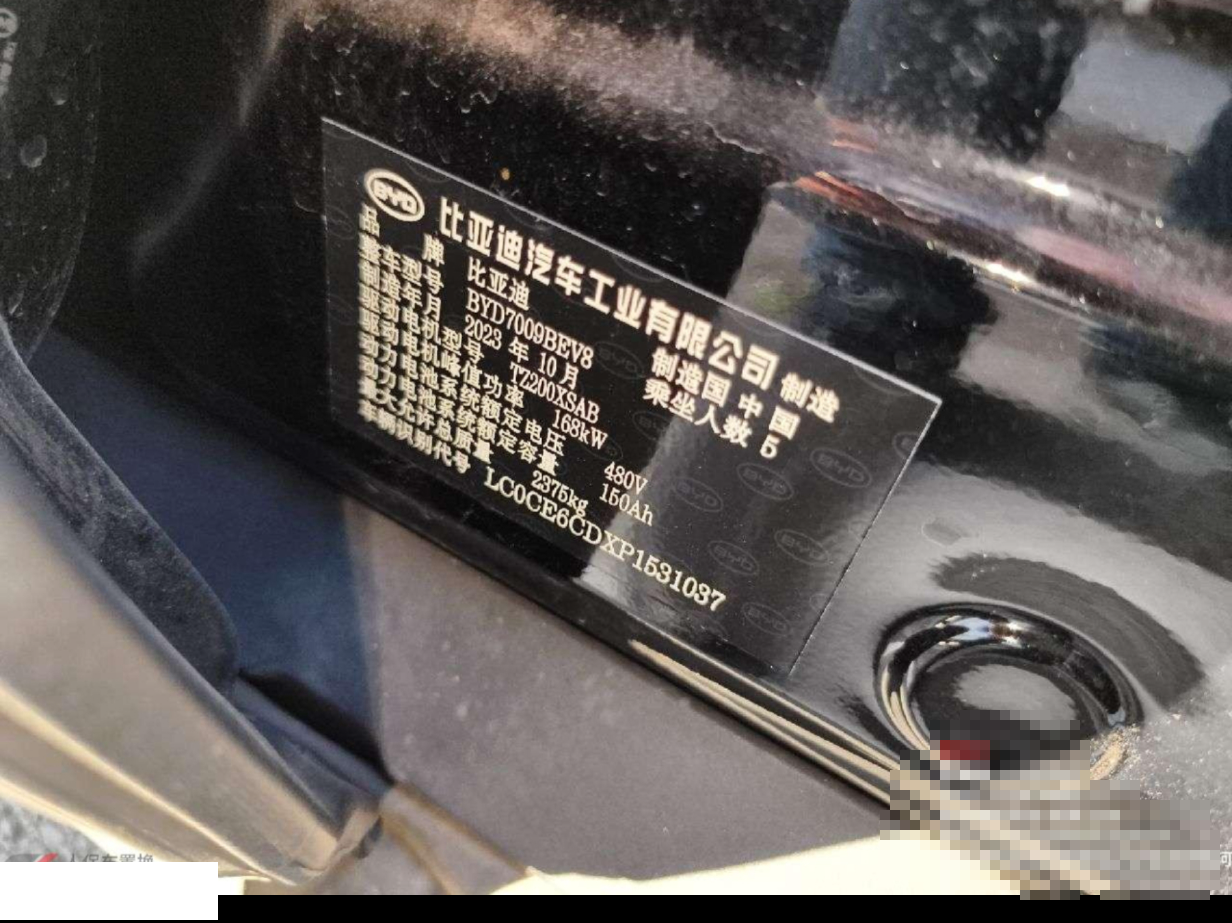 BYD 比亚迪汽车工业有限公司 制造
品牌 比亚迪 制造国 中国
整车型号 BYD7009BEV8 乘坐人数 5
制造年月 2023 年 10 月
驱动电机型号 TZ200XSAB
驱动电机峰值功率 168kW
动力电池系统额定电压 480V
动力电池系统额定容量 150Ah
最大允许总质量 2375kg
车辆识别代号 LC0CE6CDXP1531037
人保车置换